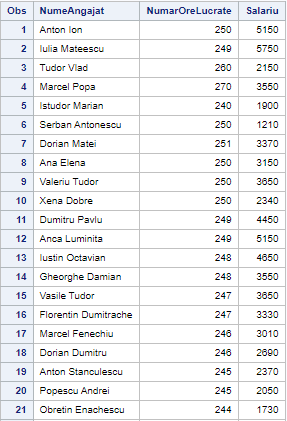 Obs NumeAngajat NumarOreLucrate Salariu
1 Anton Ion 250 5150
2 Iulia Mateescu 249 5750
3 Tudor Vlad 260 2150
4 Marcel Popa 270 3550
5 Istudor Marian 240 1900
6 Serban Antonescu 250 1210
7 Dorian Matei 251 3370
8 Ana Elena 250 3150
9 Valeriu Tudor 250 3650
10 Xena Dobre 250 2340
11 Dumitru Pavlu 249 4450
12 Anca Luminita 249 5150
13 Iustin Octavian 248 4650
14 Gheorghe Damian 248 3550
15 Vasile Tudor 247 3650
16 Florentin Dumitrache 247 3330
17 Marcel Fenechiu 246 3010
18 Dorian Dumitru 246 2690
19 Anton Stanculescu 245 2370
20 Popescu Andrei 245 2050
21 Obretin Enachescu 244 1730